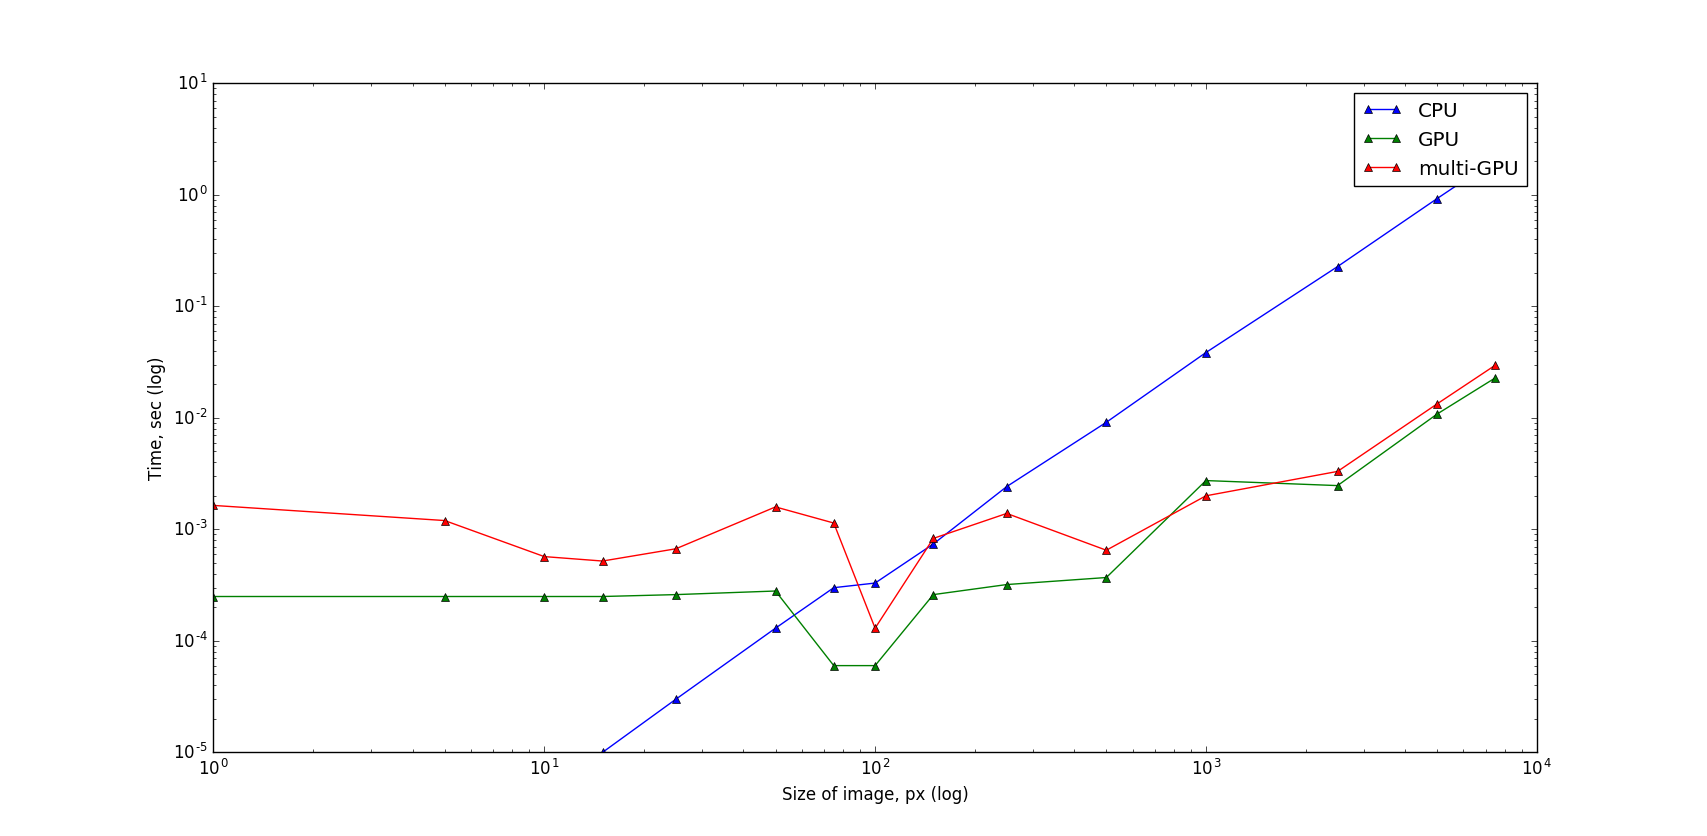 10^1
10^0
10^-1
10^-2
10^-3
10^-4
10^-5
Time, sec (log)
CPU
GPU
multi-GPU
10^0 10^1 10^2 10^3 10^4
Size of image, px (log)